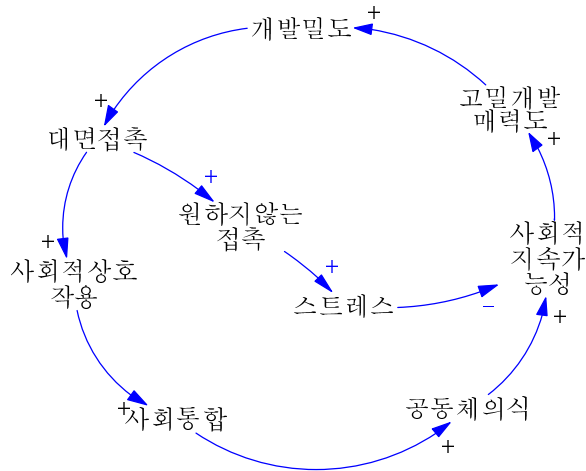 개발밀도
+
고밀개발
매력도
+
대면접촉
+
원하지않는
접촉
+
사회적
지속가
능성
+
사회적상호
작용
+
스트레스
+
−
사회통합
+
공동체의식
+